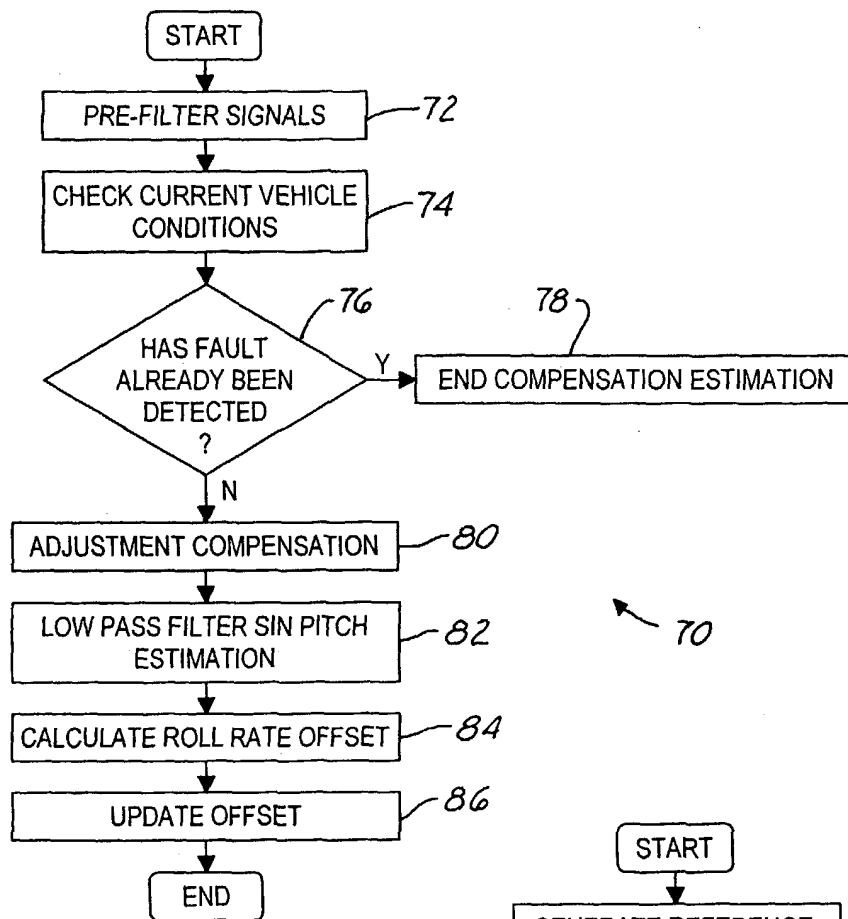 START
PRE-FILTER SIGNALS
72
CHECK CURRENT VEHICLE
CONDITIONS
74
76
HAS FAULT
ALREADY BEEN
DETECTED
?
Y
78
END COMPENSATION ESTIMATION
N
ADJUSTMENT COMPENSATION
80
LOW PASS FILTER SIN PITCH
ESTIMATION
82
70
CALCULATE ROLL RATE OFFSET
84
UPDATE OFFSET
86
END
START
GENERATE REFERENCE